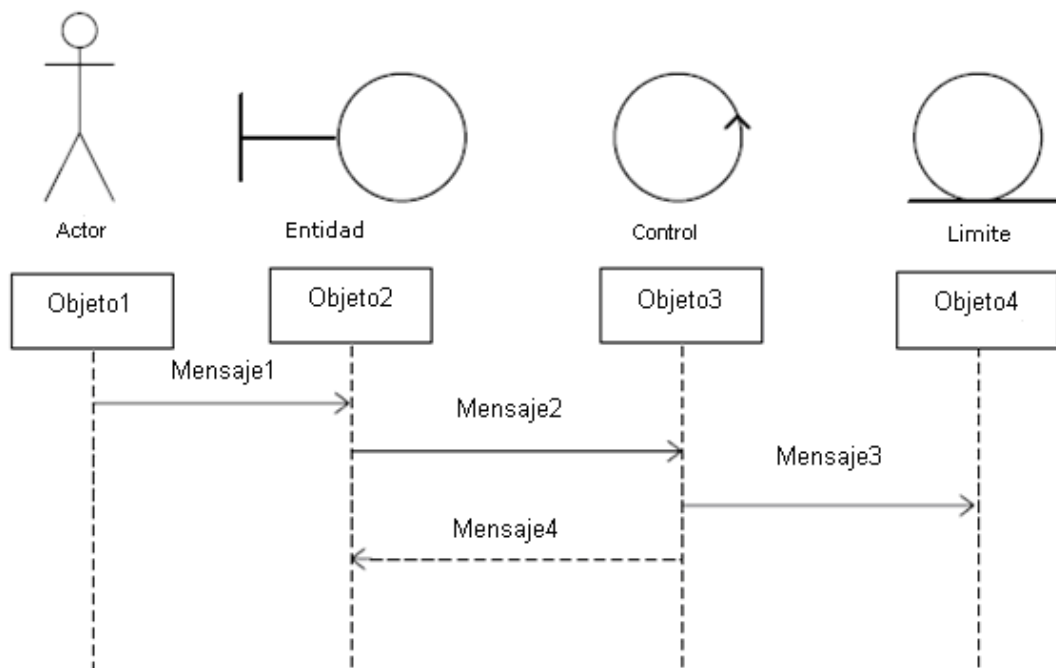 Actor
Entidad
Control
Limite
Objeto1
Objeto2
Objeto3
Objeto4
Mensaje1
Mensaje2
Mensaje3
Mensaje4